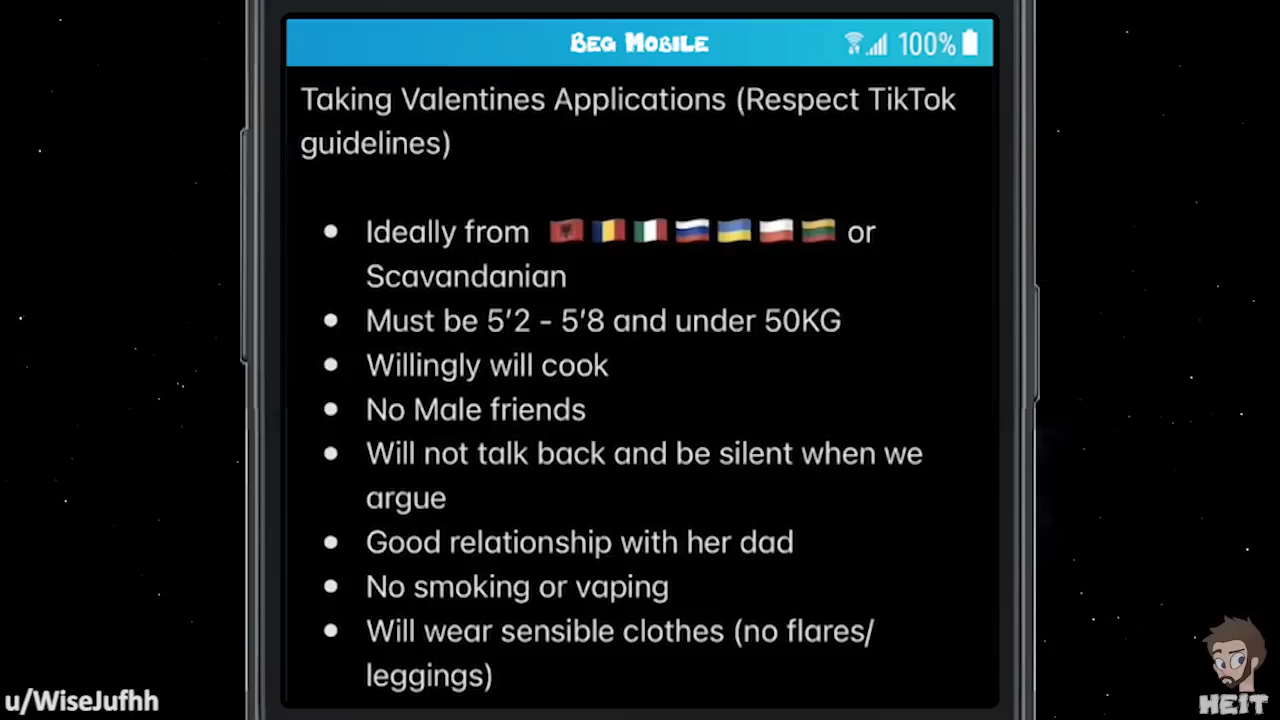 Beg Mobile
100%
Taking Valentines Applications (Respect TikTok
guidelines)
• Ideally from 🇦🇱🇷🇴🇮🇹🇷🇺🇺🇦🇵🇱🇱🇹 or
Scavandanian
• Must be 5'2 - 5'8 and under 50KG
• Willingly will cook
• No Male friends
• Will not talk back and be silent when we
argue
• Good relationship with her dad
• No smoking or vaping
• Will wear sensible clothes (no flares/
leggings)
u/WiseJufhh
HEIT